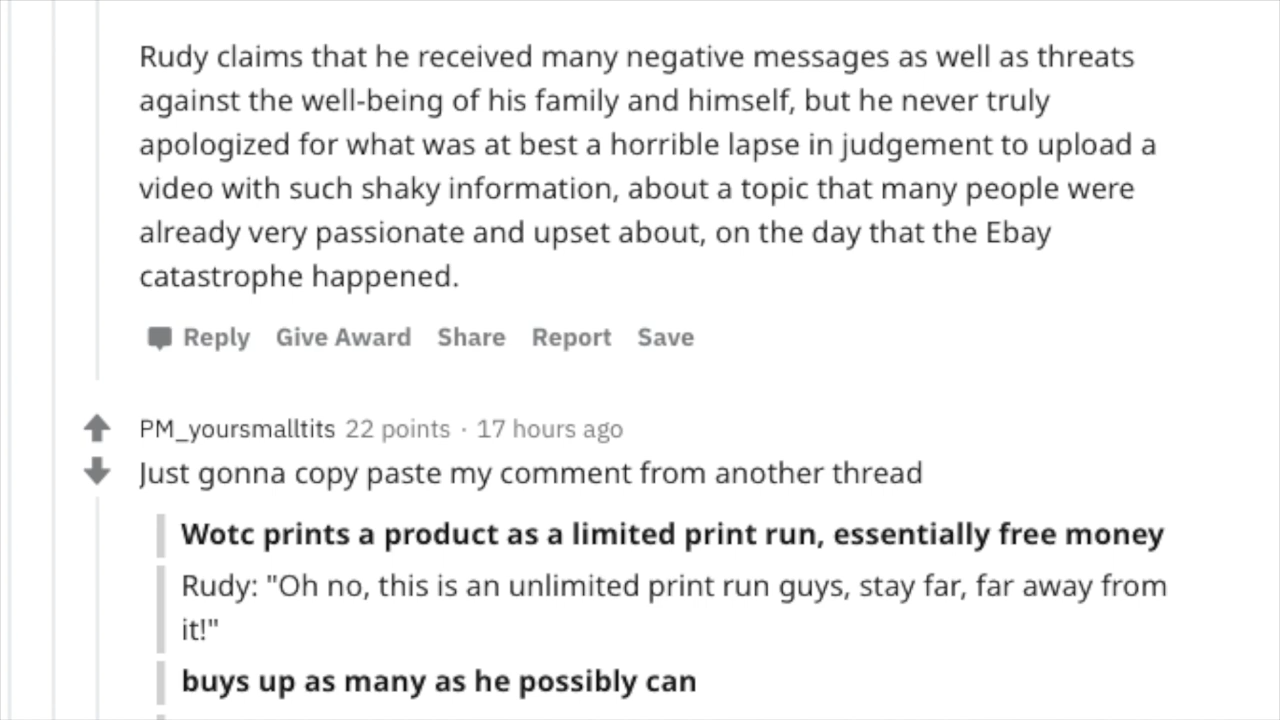 Rudy claims that he received many negative messages as well as threats
against the well-being of his family and himself, but he never truly
apologized for what was at best a horrible lapse in judgement to upload a
video with such shaky information, about a topic that many people were
already very passionate and upset about, on the day that the Ebay
catastrophe happened.
Reply Give Award Share Report Save
PM_yoursmalltits 22 points · 17 hours ago
Just gonna copy paste my comment from another thread
Wotc prints a product as a limited print run, essentially free money
Rudy: "Oh no, this is an unlimited print run guys, stay far, far away from
it!"
buys up as many as he possibly can